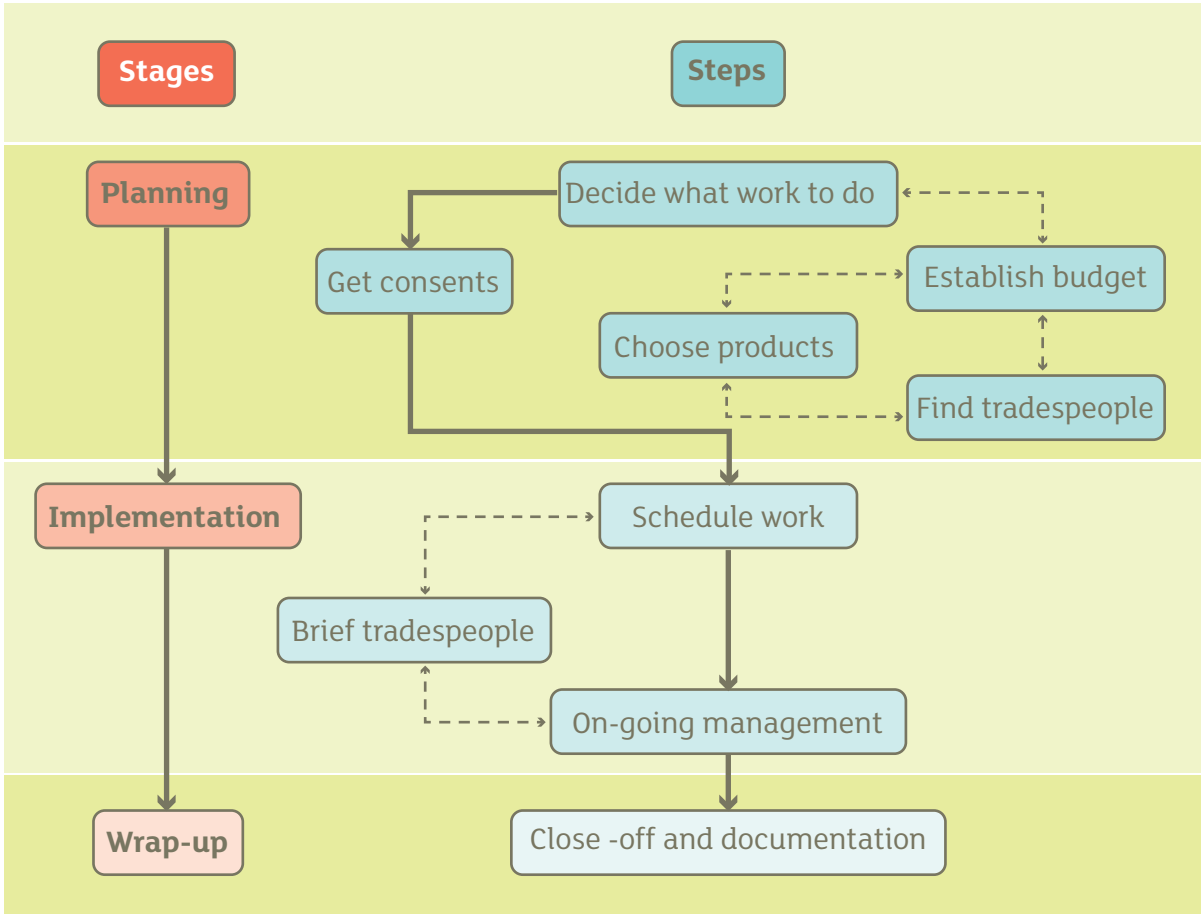 Stages
Steps
Planning
Decide what work to do
Get consents
Establish budget
Choose products
Find tradespeople
Implementation
Schedule work
Brief tradespeople
On-going management
Wrap-up
Close -off and documentation